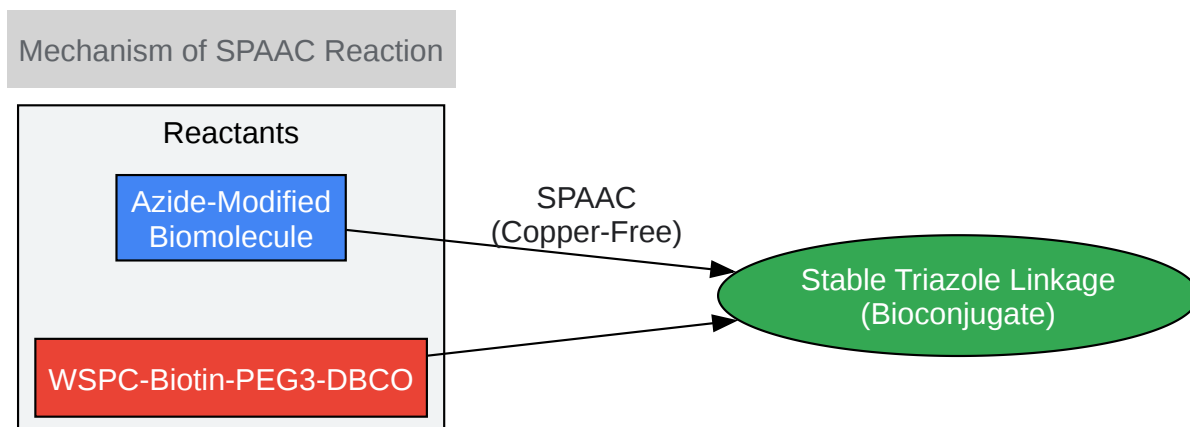 Mechanism of SPAAC Reaction
Reactants
Azide-Modified
Biomolecule
SPAAC
(Copper-Free)
Stable Triazole Linkage
(Bioconjugate)
WSPC-Biotin-PEG3-DBCO